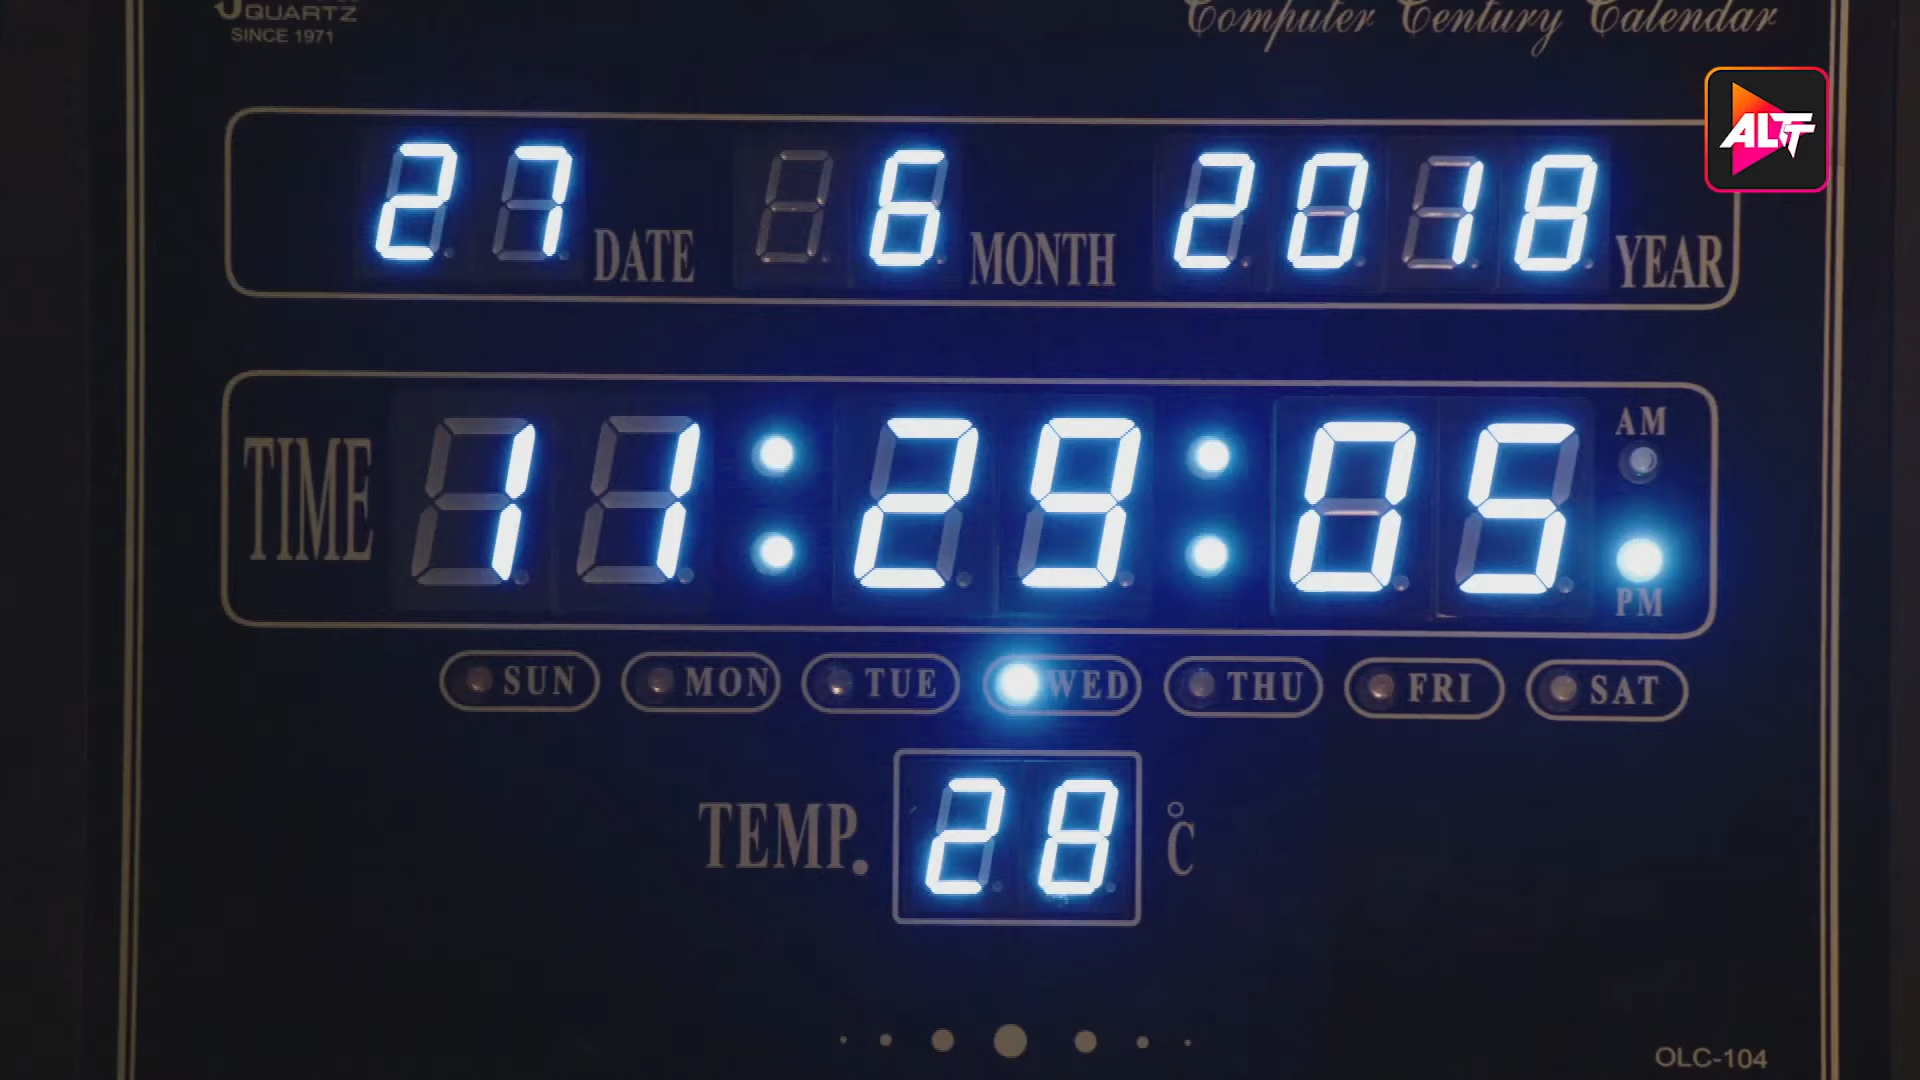 QUARTZ
SINCE 1971
Computer Century Calendar
ALTT
27 DATE 6 MONTH 2018 YEAR
TIME 11:29:05 AM PM
SUN MON TUE WED THU FRI SAT
TEMP. 28 °C
OLC-104